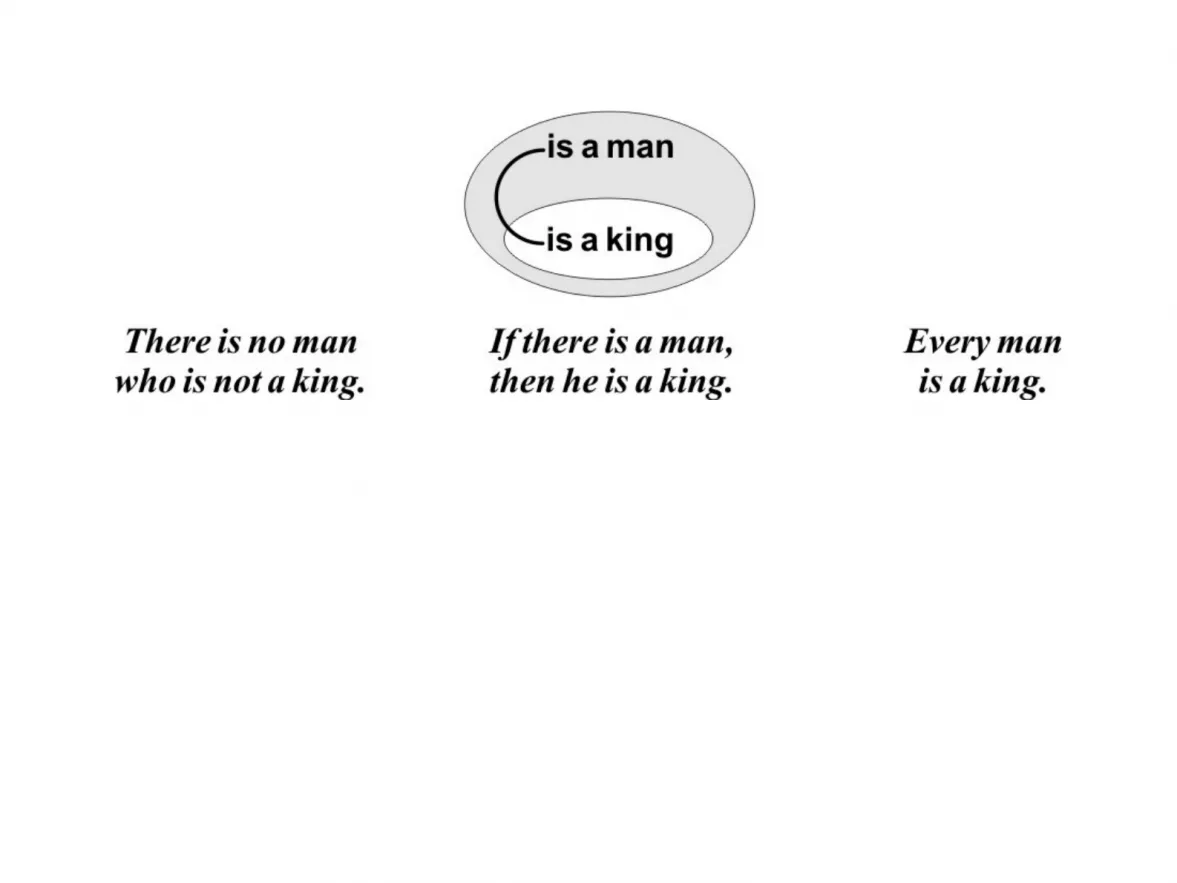 is a man
is a king
There is no man
who is not a king.
If there is a man,
then he is a king.
Every man
is a king.